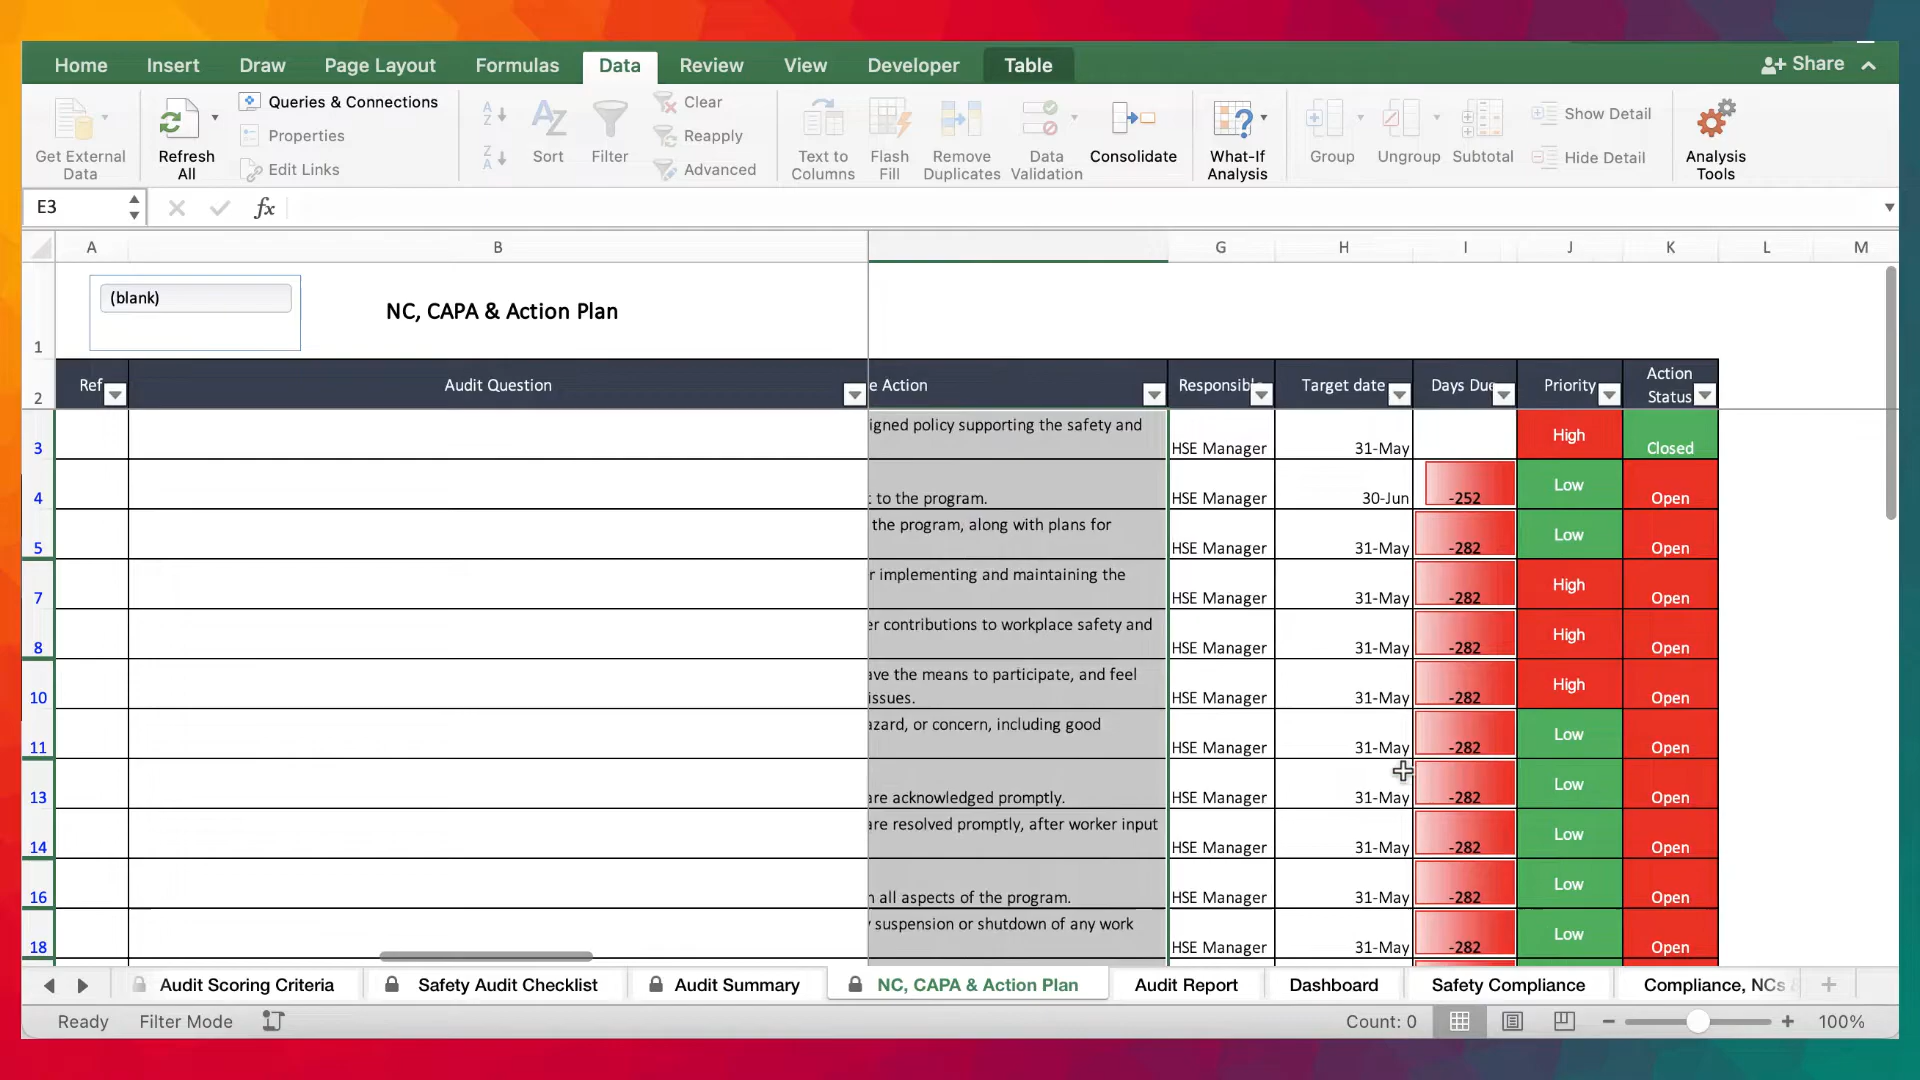 Home Insert Draw Page Layout Formulas Data Review View Developer Table Share
Get External Data
Refresh All
Queries & Connections
Properties
Edit Links
A Z
Z A
Sort
Filter
Clear
Reapply
Advanced
Text to Columns
Flash Fill
Remove Duplicates
Data Validation
Consolidate
What-If Analysis
Group
Ungroup
Subtotal
Show Detail
Hide Detail
Analysis Tools
E3 fx
A B G H I J K L M
1 (blank) NC, CAPA & Action Plan
2 Ref Audit Question e Action Responsible Target date Days Due Priority Action Status
3 igned policy supporting the safety and HSE Manager 31-May High Closed
4 to the program. HSE Manager 30-Jun -252 Low Open
5 the program, along with plans for HSE Manager 31-May -282 Low Open
7 r implementing and maintaining the HSE Manager 31-May -282 High Open
8 er contributions to workplace safety and HSE Manager 31-May -282 High Open
10 ave the means to participate, and feel issues. HSE Manager 31-May -282 High Open
11 azard, or concern, including good HSE Manager 31-May -282 Low Open
13 are acknowledged promptly. HSE Manager 31-May -282 Low Open
14 are resolved promptly, after worker input HSE Manager 31-May -282 Low Open
16 n all aspects of the program. HSE Manager 31-May -282 Low Open
18 y suspension or shutdown of any work HSE Manager 31-May -282 Low Open
Audit Scoring Criteria Safety Audit Checklist Audit Summary NC, CAPA & Action Plan Audit Report Dashboard Safety Compliance Compliance, NCs
Ready Filter Mode Count: 0 100%